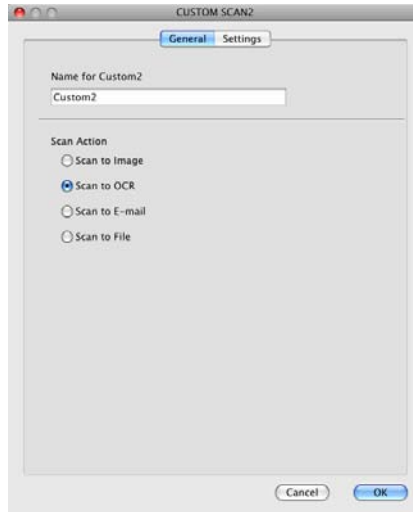 CUSTOM SCAN2
General Settings
Name for Custom2
Custom2
Scan Action
Scan to Image
Scan to OCR
Scan to E-mail
Scan to File
Cancel OK